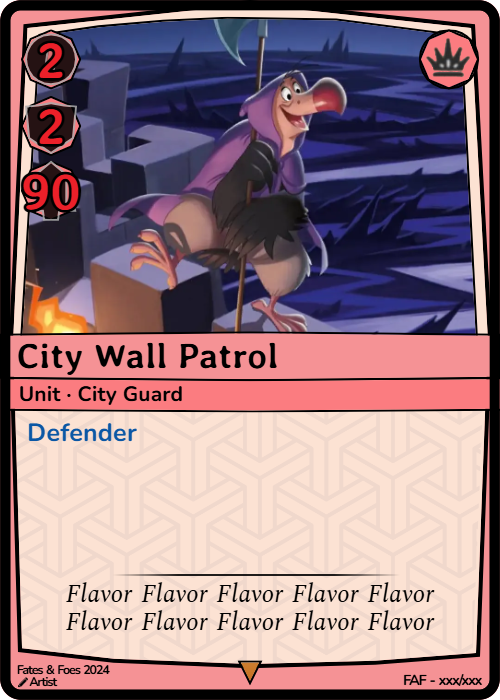 2
2
90
City Wall Patrol
Unit · City Guard
Defender
Flavor Flavor Flavor Flavor Flavor
Flavor Flavor Flavor Flavor Flavor
Fates & Foes 2024
Artist
FAF - xxx/xxx